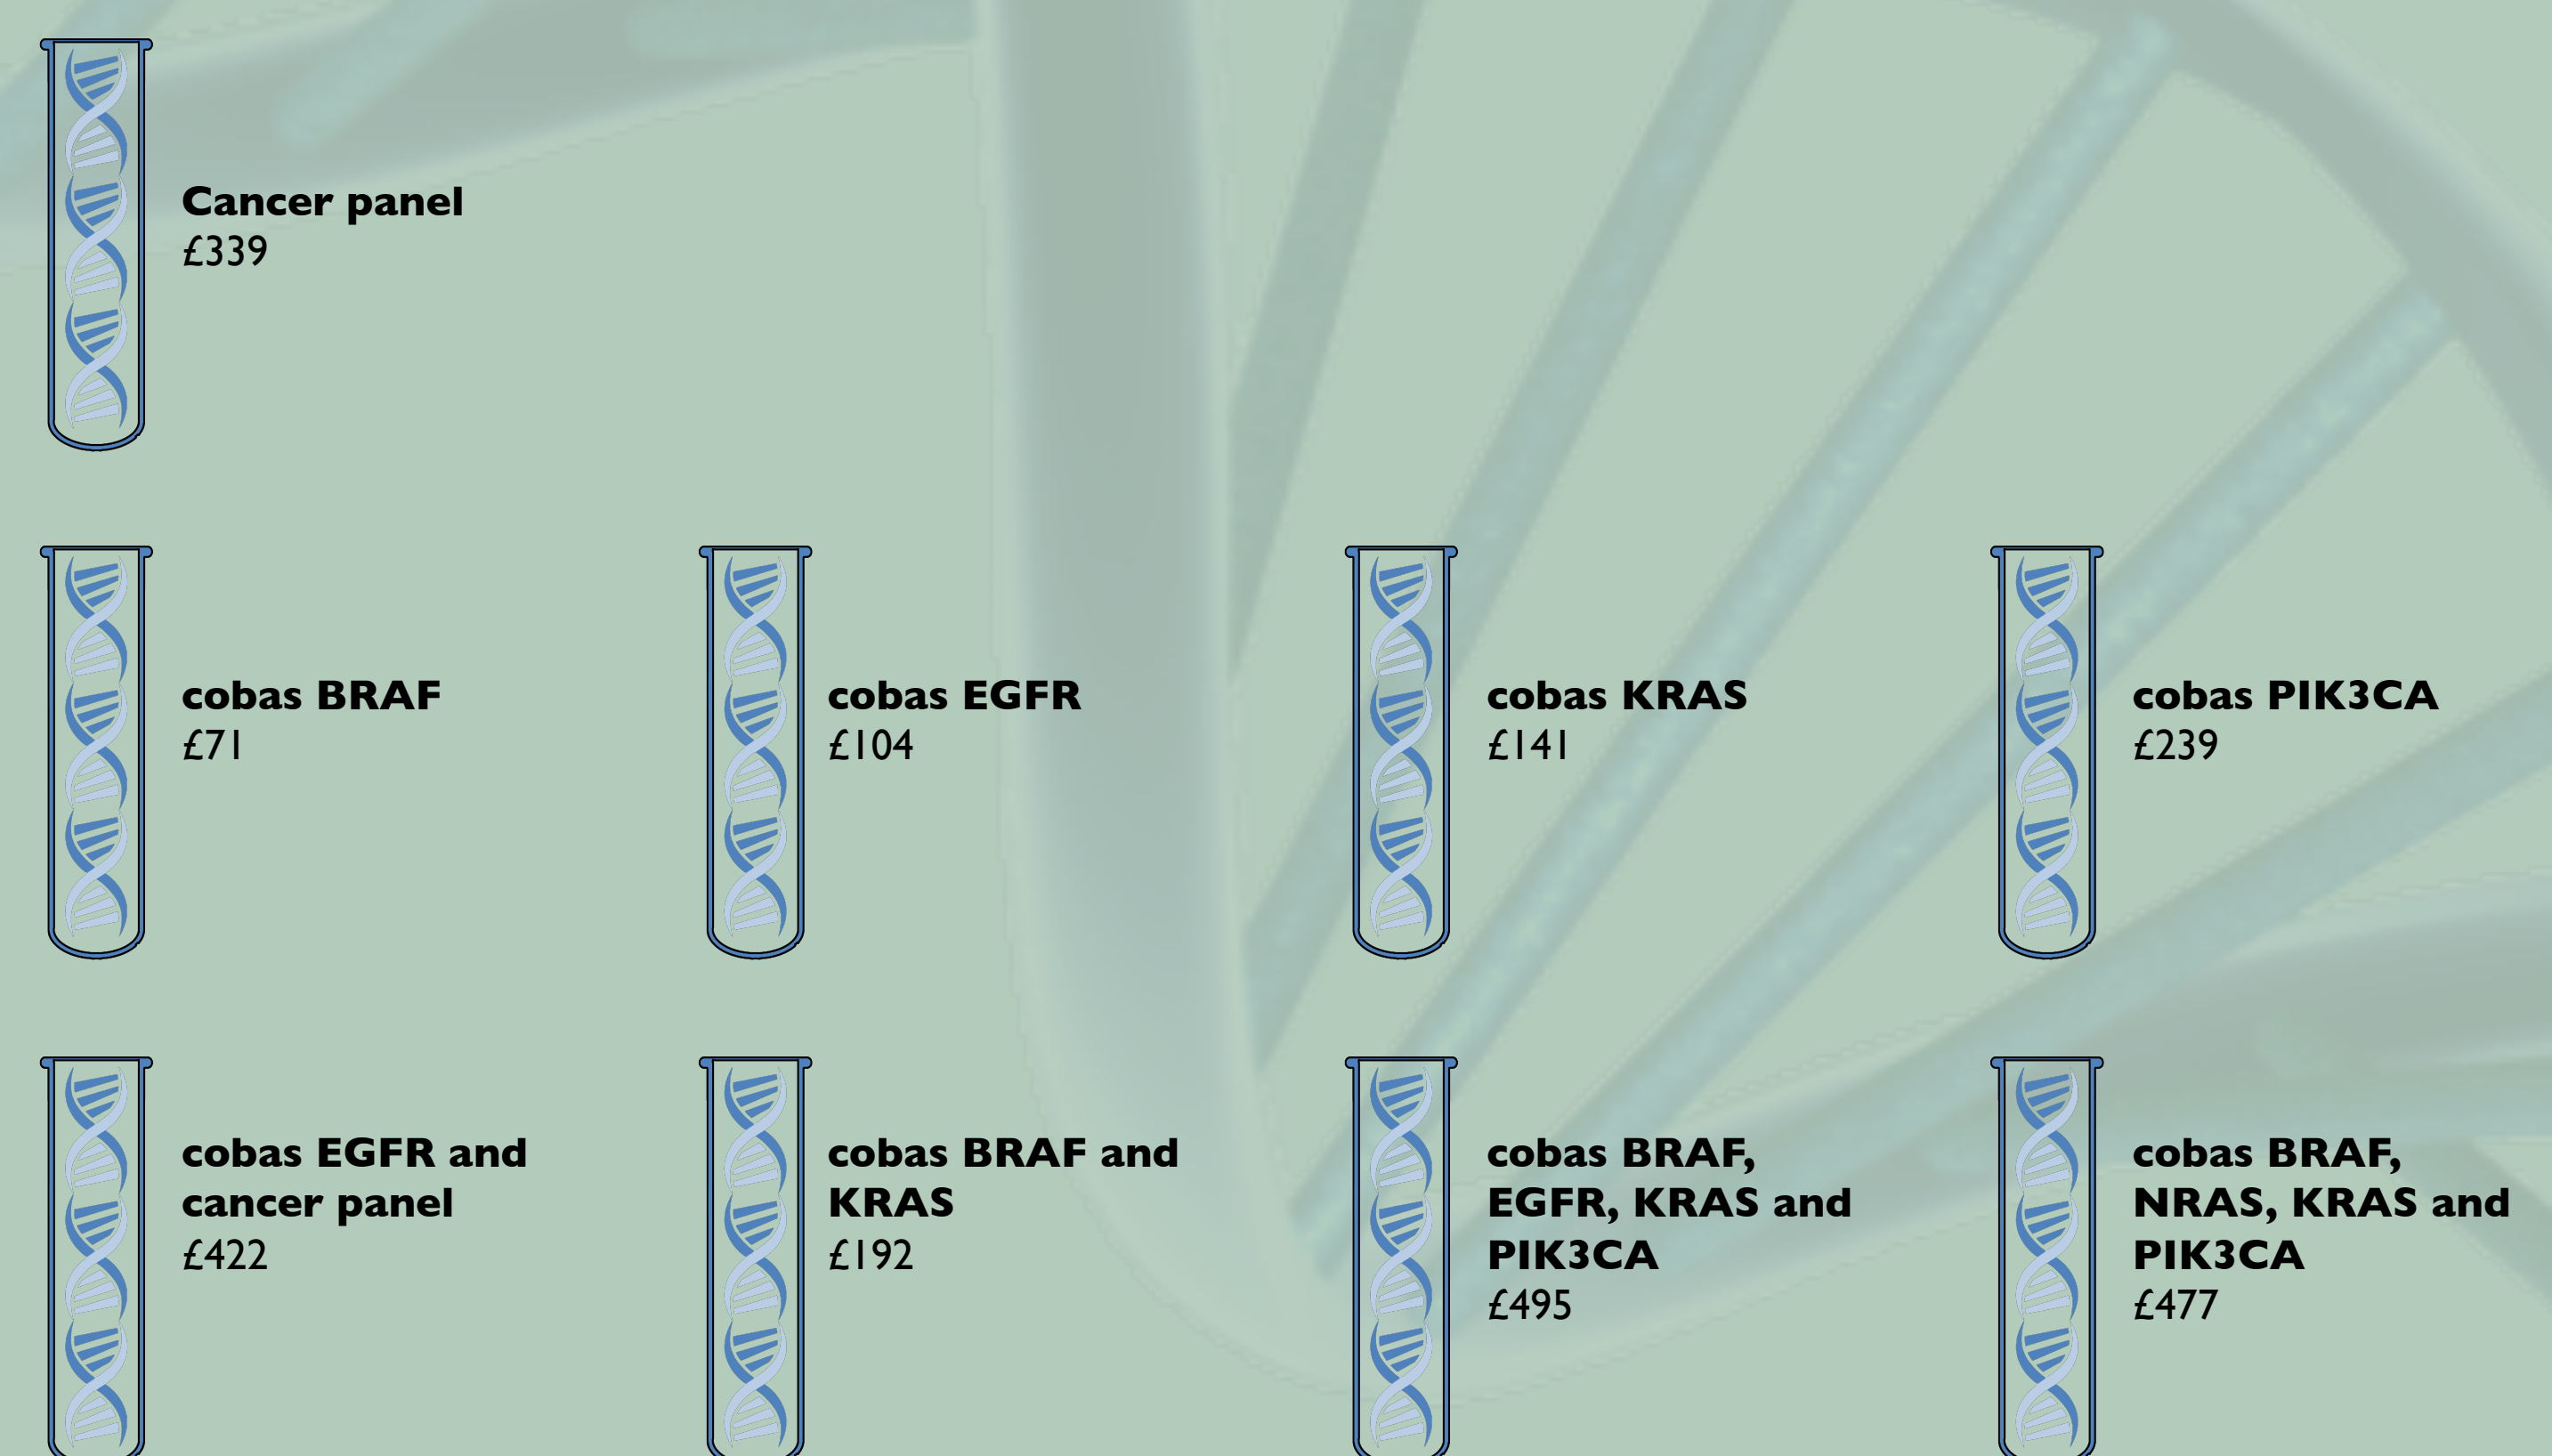 Cancer panel
£339
cobas BRAF
£71
cobas EGFR
£104
cobas KRAS
£141
cobas PIK3CA
£239
cobas EGFR and
cancer panel
£422
cobas BRAF and
KRAS
£192
cobas BRAF,
EGFR, KRAS and
PIK3CA
£495
cobas BRAF,
NRAS, KRAS and
PIK3CA
£477